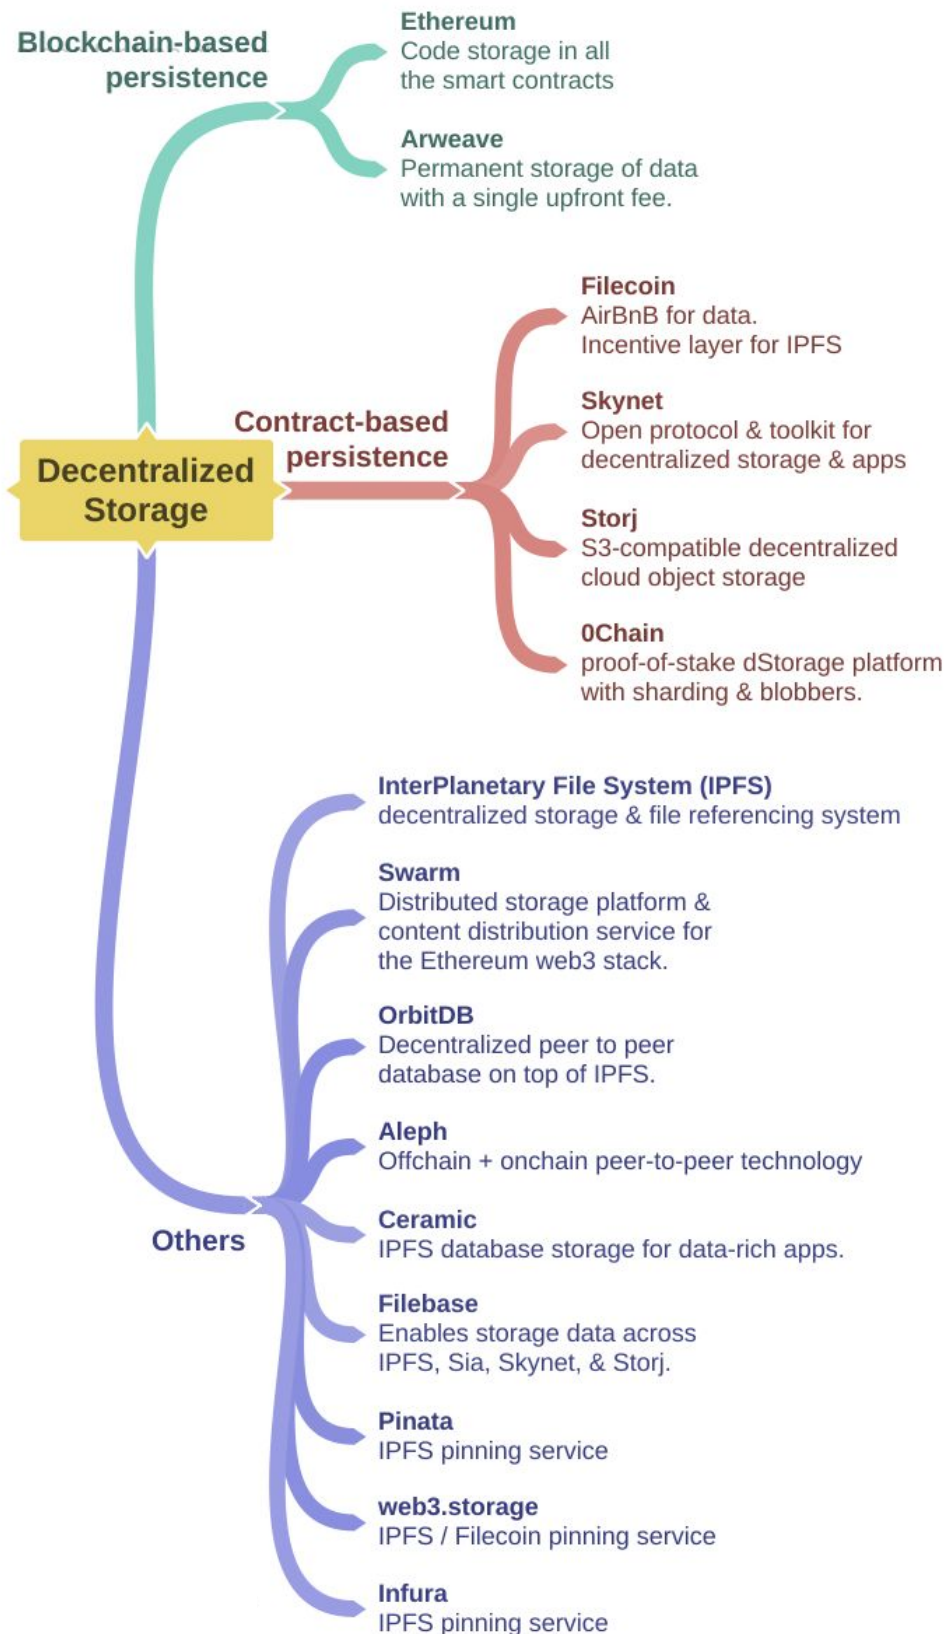 Blockchain-based
persistence
Ethereum
Code storage in all
the smart contracts
Arweave
Permanent storage of data
with a single upfront fee.
Decentralized
Storage
Contract-based
persistence
Filecoin
AirBnB for data.
Incentive layer for IPFS
Skynet
Open protocol & toolkit for
decentralized storage & apps
Storj
S3-compatible decentralized
cloud object storage
0Chain
proof-of-stake dStorage platform
with sharding & blobbers.
Others
InterPlanetary File System (IPFS)
decentralized storage & file referencing system
Swarm
Distributed storage platform &
content distribution service for
the Ethereum web3 stack.
OrbitDB
Decentralized peer to peer
database on top of IPFS.
Aleph
Offchain + onchain peer-to-peer technology
Ceramic
IPFS database storage for data-rich apps.
Filebase
Enables storage data across
IPFS, Sia, Skynet, & Storj.
Pinata
IPFS pinning service
web3.storage
IPFS / Filecoin pinning service
Infura
IPFS pinning service